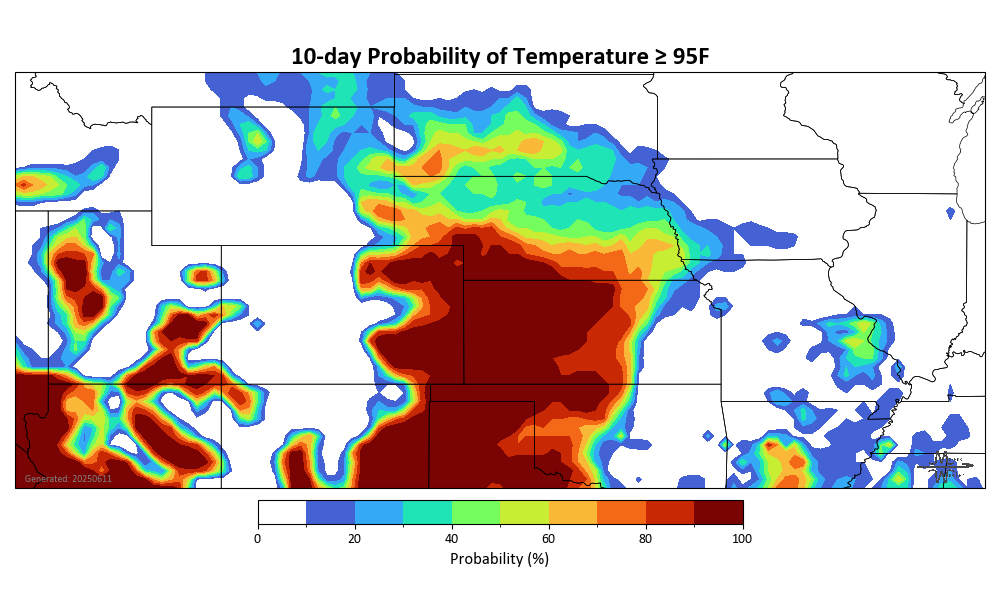 10-day Probability of Temperature ≥ 95F
Generated: 20250611
0 20 40 60 80 100
Probability (%)